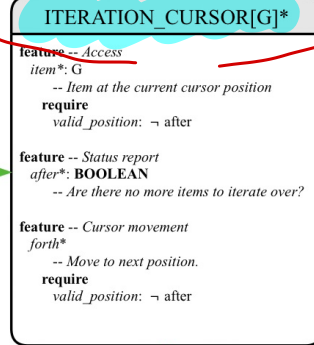 ITERATION_CURSOR[G]*
feature -- Access
item*: G
-- Item at the current cursor position
require
valid_position: ¬ after
feature -- Status report
after*: BOOLEAN
-- Are there no more items to iterate over?
feature -- Cursor movement
forth*
-- Move to next position.
require
valid_position: ¬ after